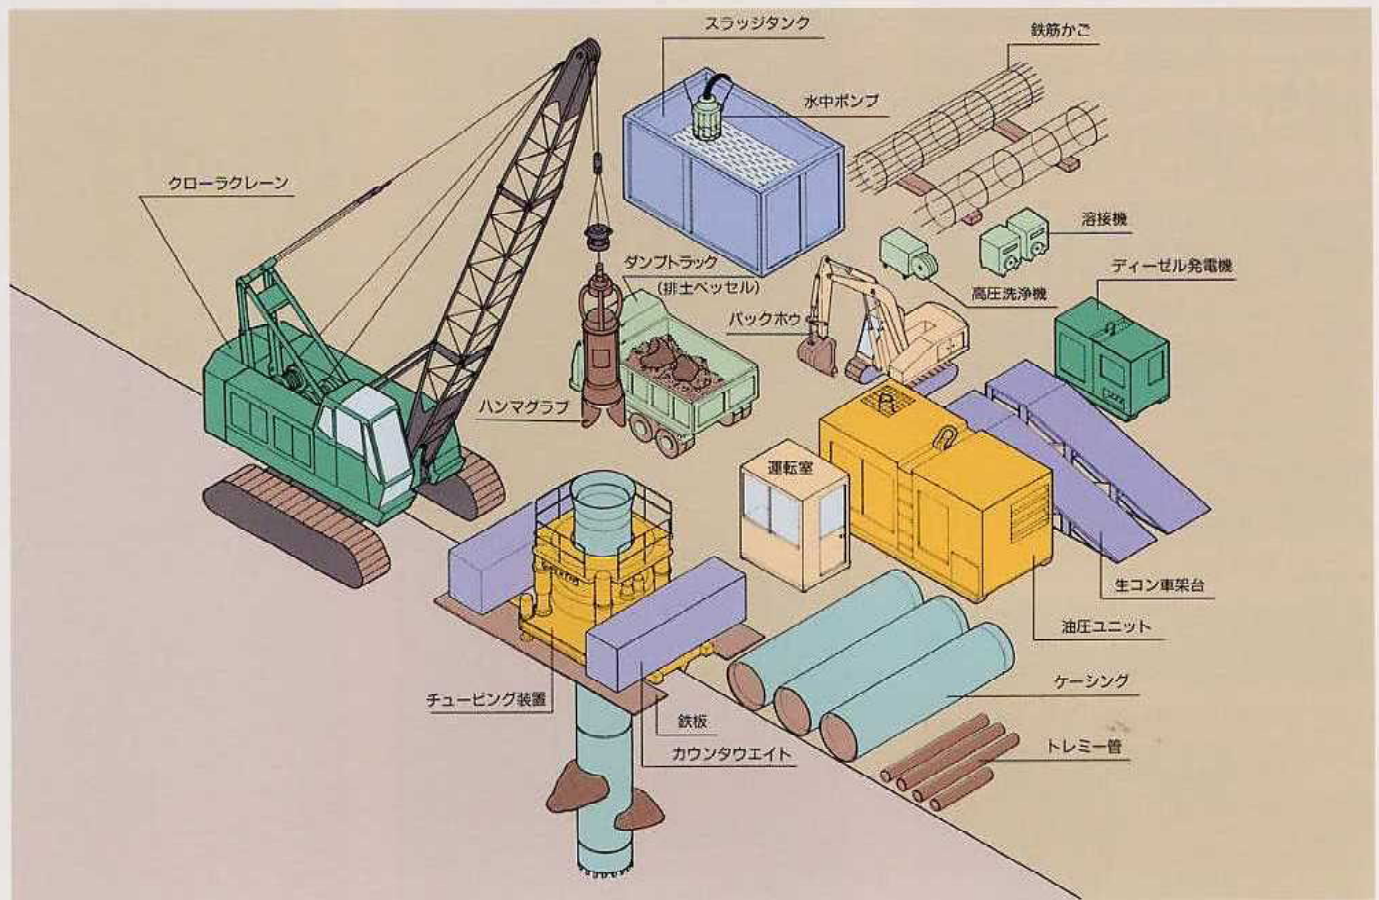 スラッジタンク
鉄筋かご
水中ポンプ
クローラクレーン
溶接機
ダンプトラック
(排土ベッセル)
ディーゼル発電機
高圧洗浄機
バックホウ
ハンマグラブ
運転室
生コン車架台
油圧ユニット
チュービング装置
ケーシング
鉄板
カウンタウエイト
トレミー管